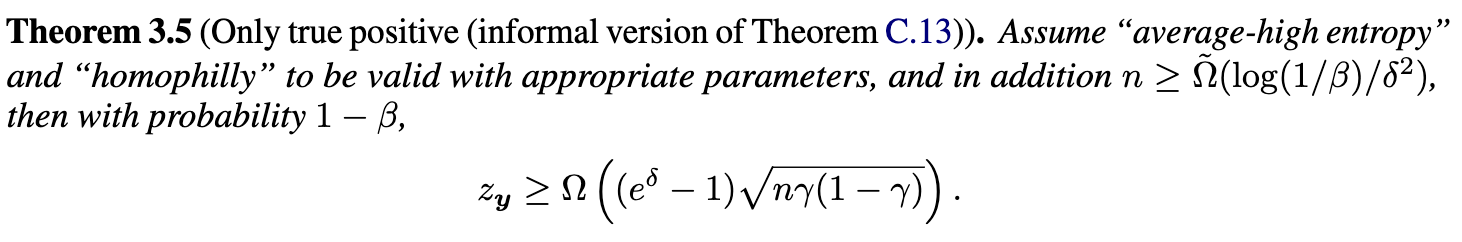 Theorem 3.5 (Only true positive (informal version of Theorem C.13)). Assume “average-high entropy”
and “homophilly” to be valid with appropriate parameters, and in addition n ≥ Ω̃(log(1/β)/δ²),
then with probability 1 − β,
z_y ≥ Ω((e^δ − 1)√(nγ(1 − γ))).